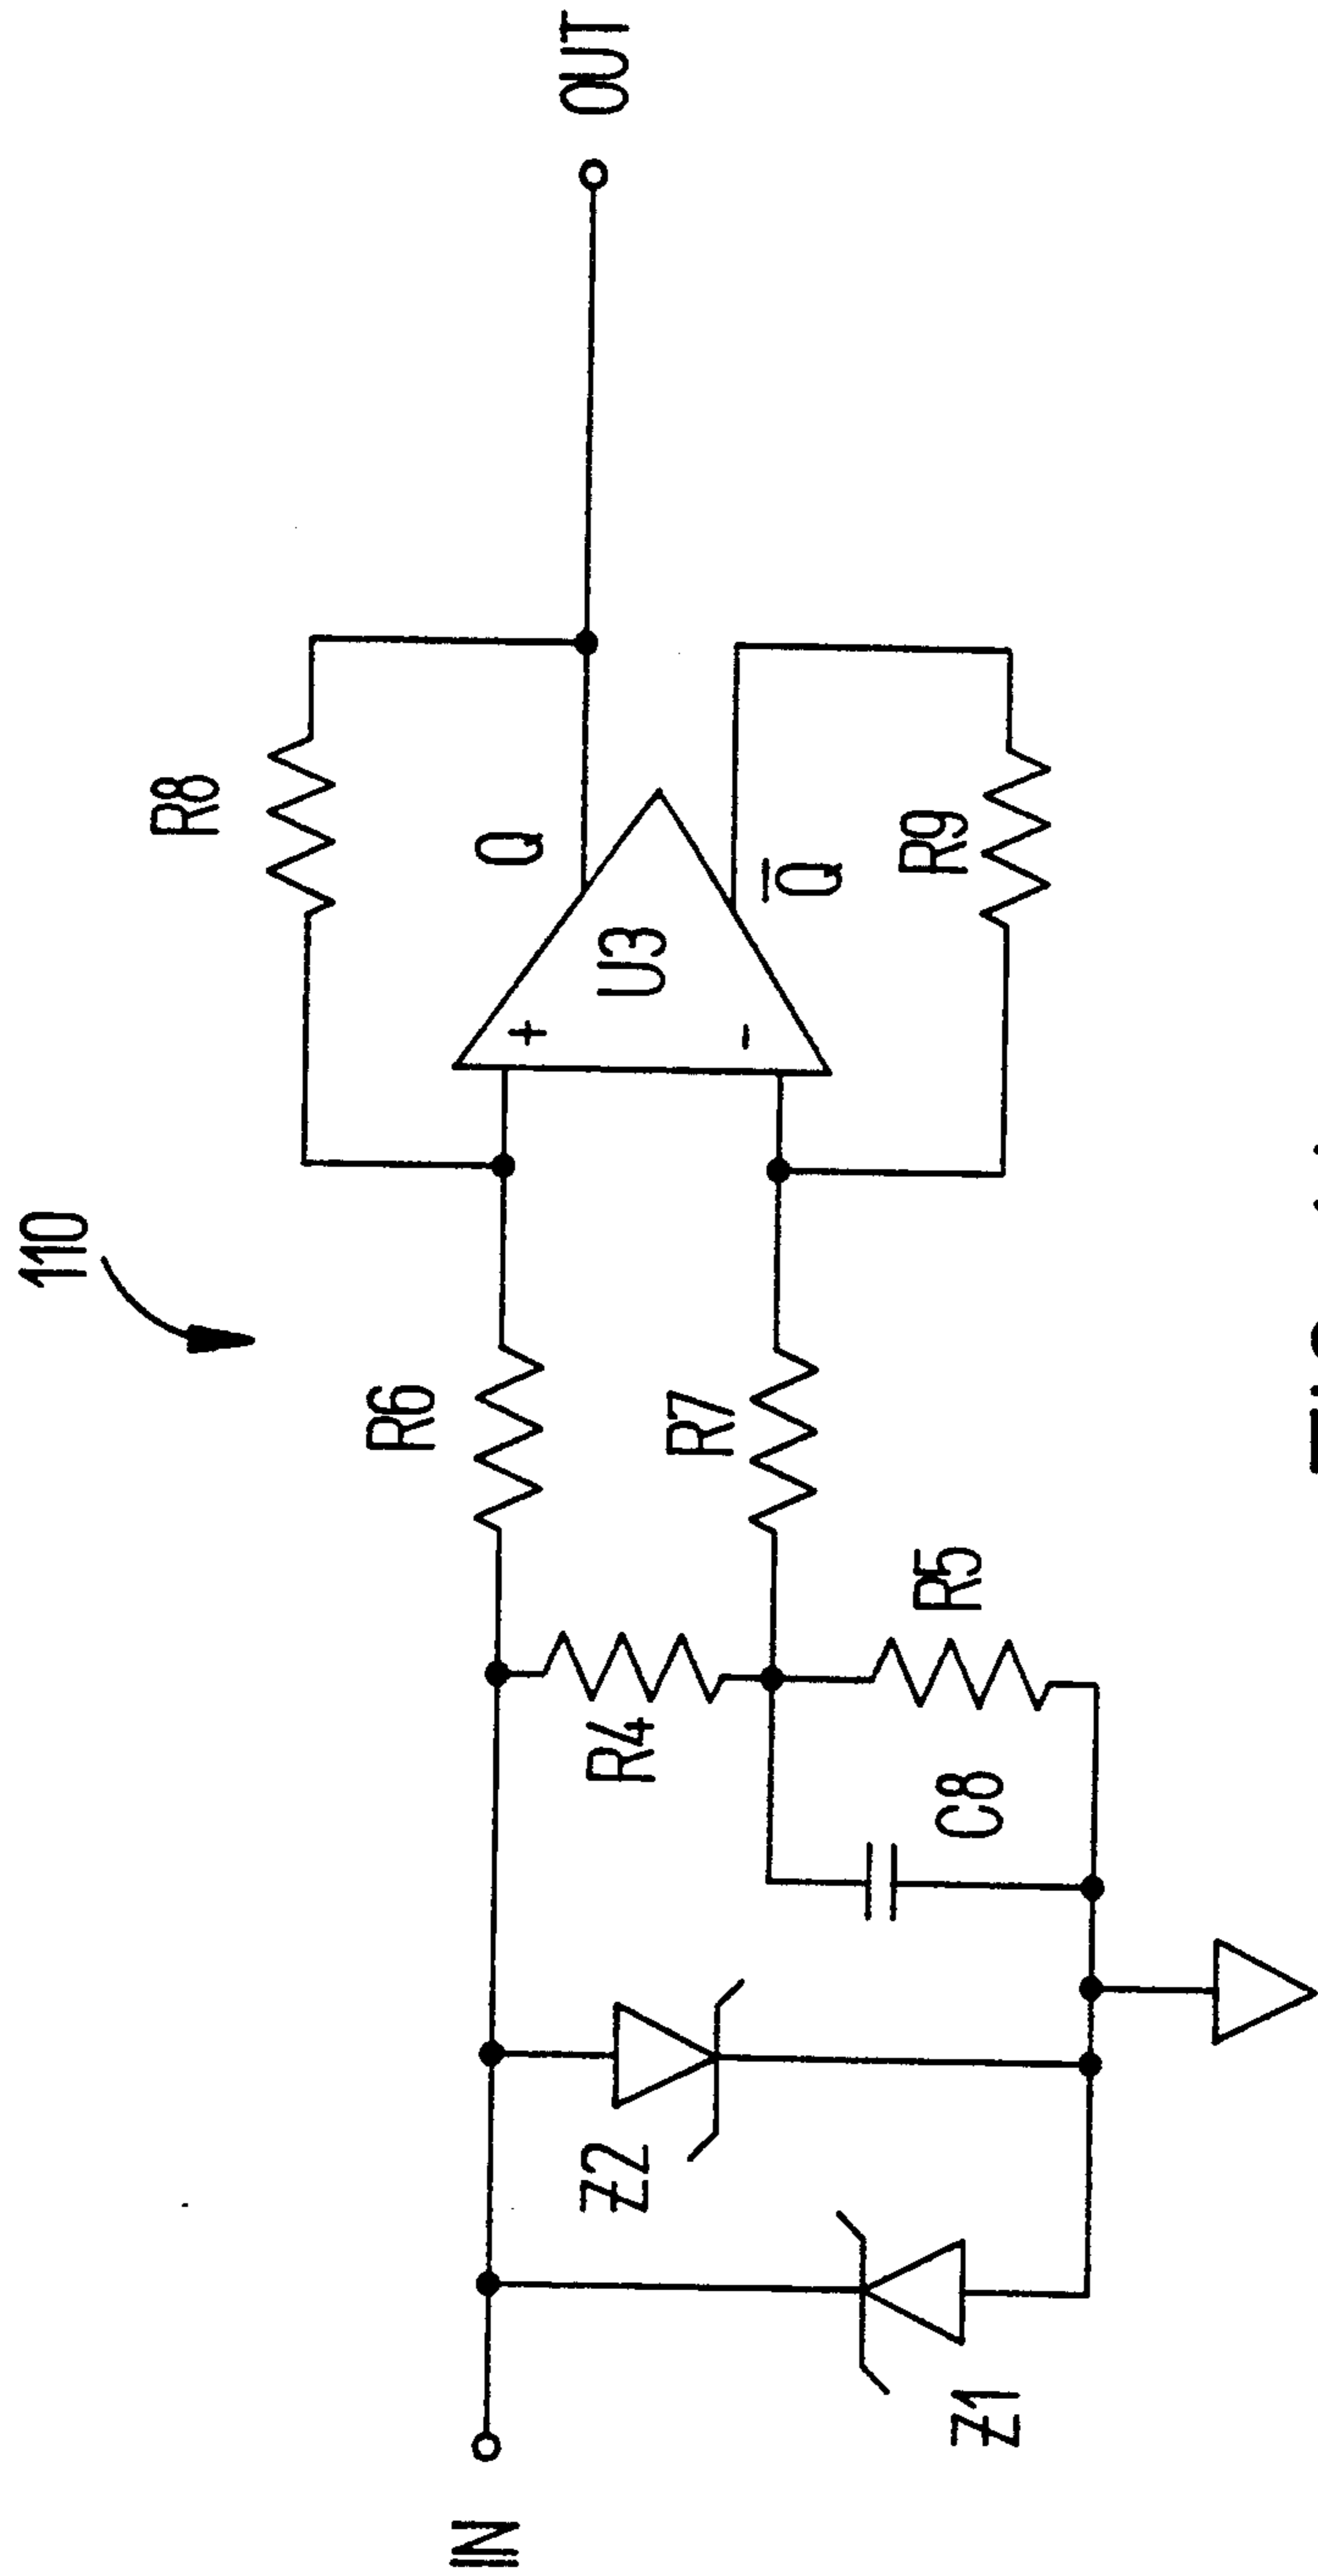 110
R8
Q
OUT
R6
U3
+
-
Q̅
R7
R9
IN
R4
R5
Z2
C8
Z1